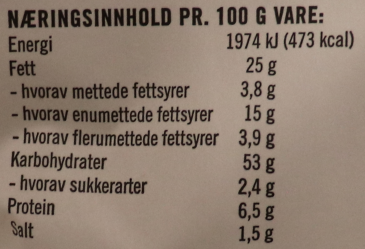 NÆRINGSINNHOLD PR. 100 G VARE:
Energi 1974 kJ (473 kcal)
Fett 25 g
- hvorav mettede fettsyrer 3,8 g
- hvorav enumettede fettsyrer 15 g
- hvorav flerumettede fettsyrer 3,9 g
Karbohydrater 53 g
- hvorav sukkerarter 2,4 g
Protein 6,5 g
Salt 1,5 g